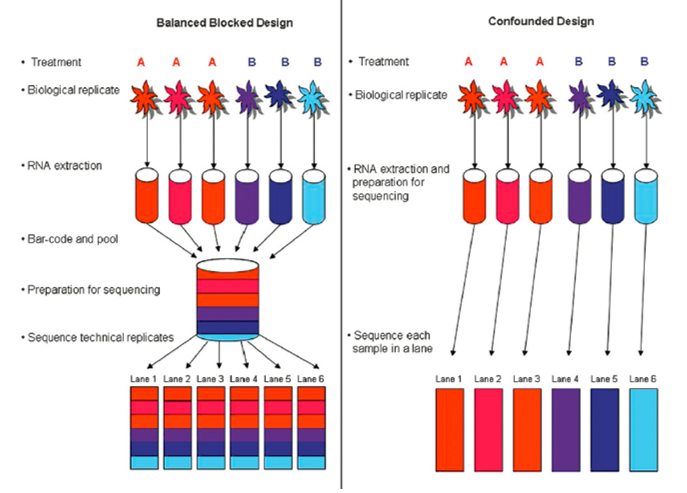 Balanced Blocked Design
• Treatment A A A B B B
• Biological replicate
• RNA extraction
• Bar-code and pool
• Preparation for sequencing
• Sequence technical replicates
Lane 1 Lane 2 Lane 3 Lane 4 Lane 5 Lane 6
Confounded Design
• Treatment A A A B B B
• Biological replicate
• RNA extraction and
preparation for
sequencing
• Sequence each
sample in a lane
Lane 1 Lane 2 Lane 3 Lane 4 Lane 5 Lane 6